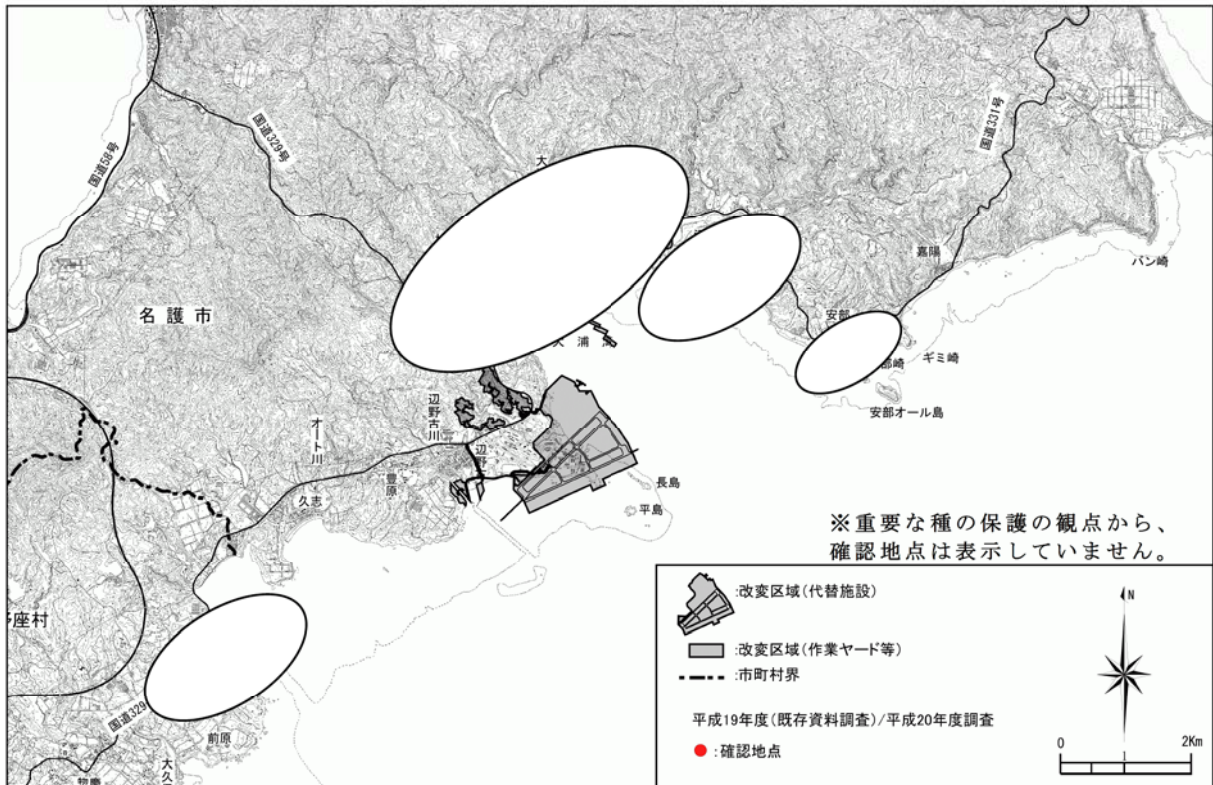 国道58号
国道329号
国道331号
大
嘉陽
バン崎
名護市
安部
部崎
ギミ崎
安部オール島
大浦
辺野古川
オート川
辺野
豊原
久志
長島
平島
※重要な種の保護の観点から、
確認地点は表示していません。
座村
国道329
前原
大久
惣慶
:改変区域(代替施設)
:改変区域(作業ヤード等)
:市町村界
平成19年度(既存資料調査)/平成20年度調査
:確認地点
N
0
1
2Km